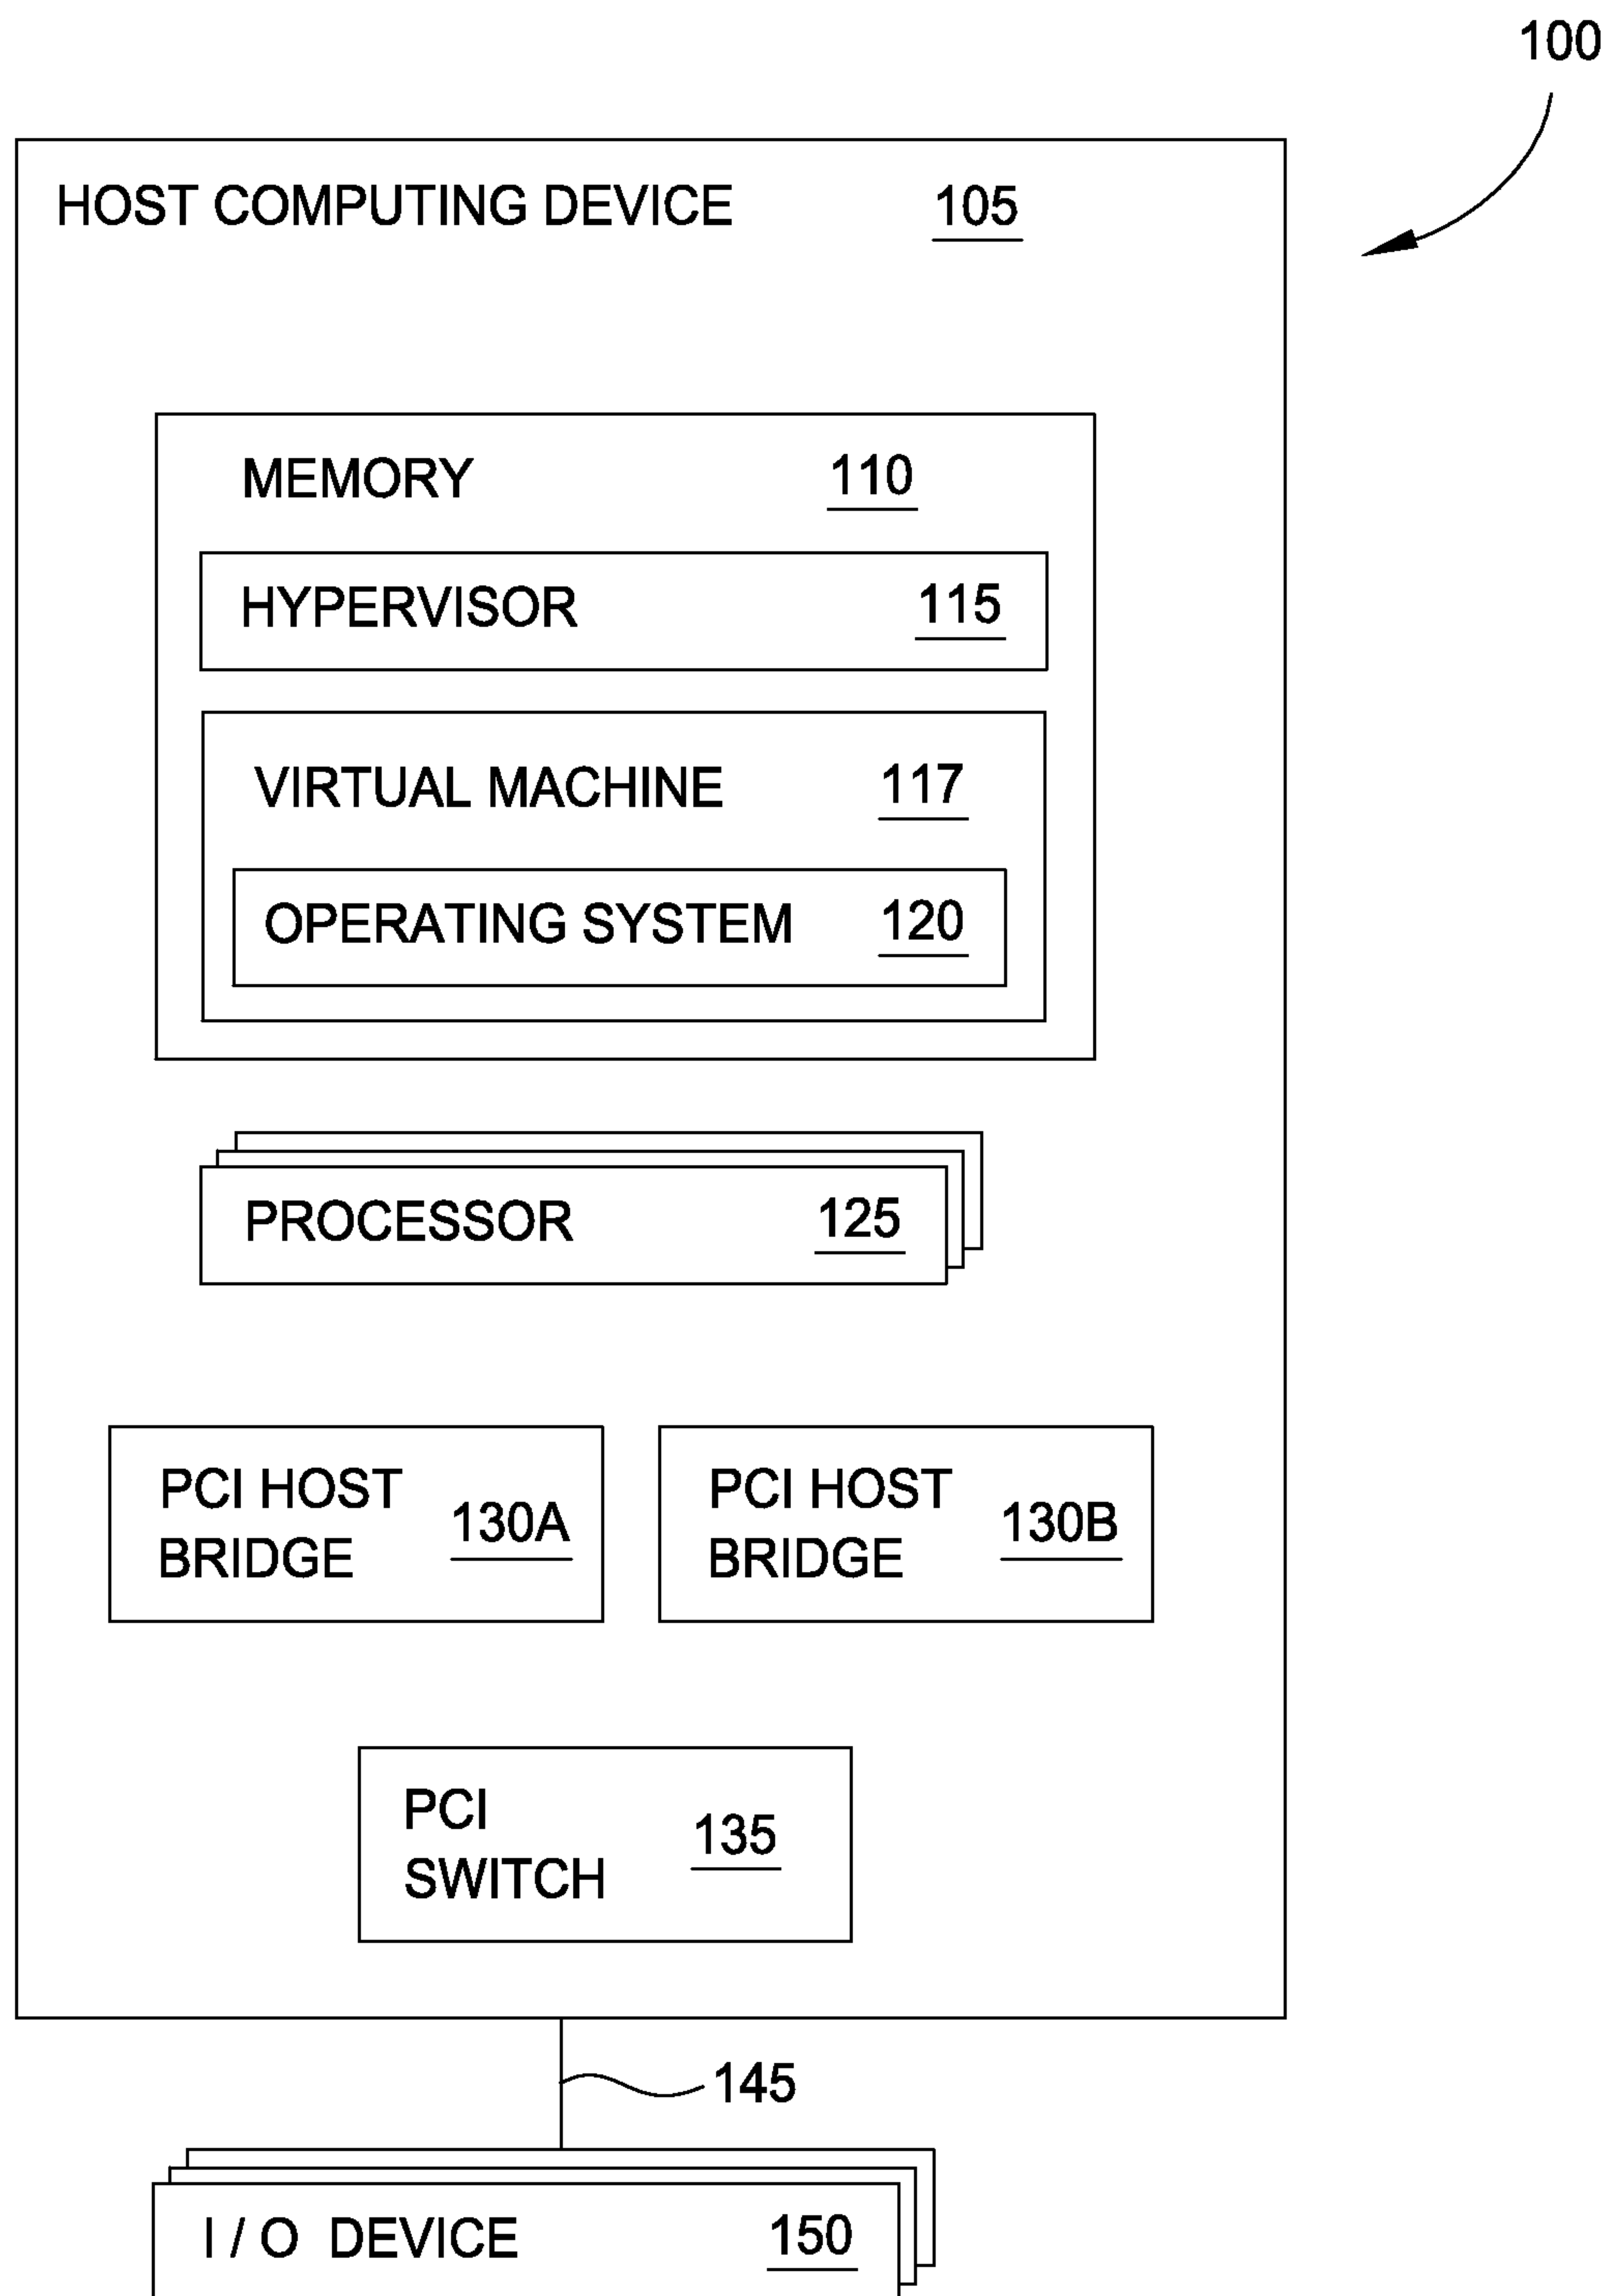 100
HOST COMPUTING DEVICE 105
MEMORY 110
HYPERVISOR 115
VIRTUAL MACHINE 117
OPERATING SYSTEM 120
PROCESSOR 125
PCI HOST
BRIDGE 130A
PCI HOST
BRIDGE 130B
PCI
SWITCH 135
145
I / O DEVICE 150